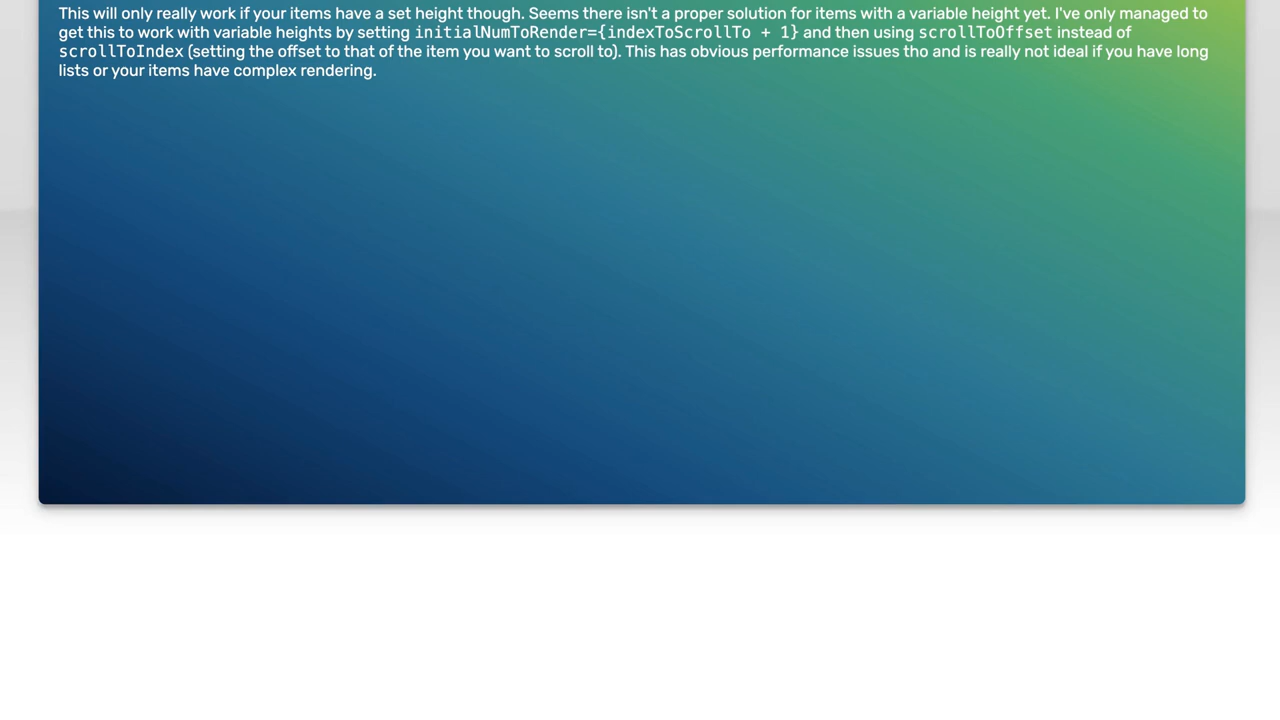 This will only really work if your items have a set height though. Seems there isn't a proper solution for items with a variable height yet. I've only managed to
get this to work with variable heights by setting initialNumToRender={indexToScrollTo + 1} and then using scrollToOffset instead of
scrollToIndex (setting the offset to that of the item you want to scroll to). This has obvious performance issues tho and is really not ideal if you have long
lists or your items have complex rendering.